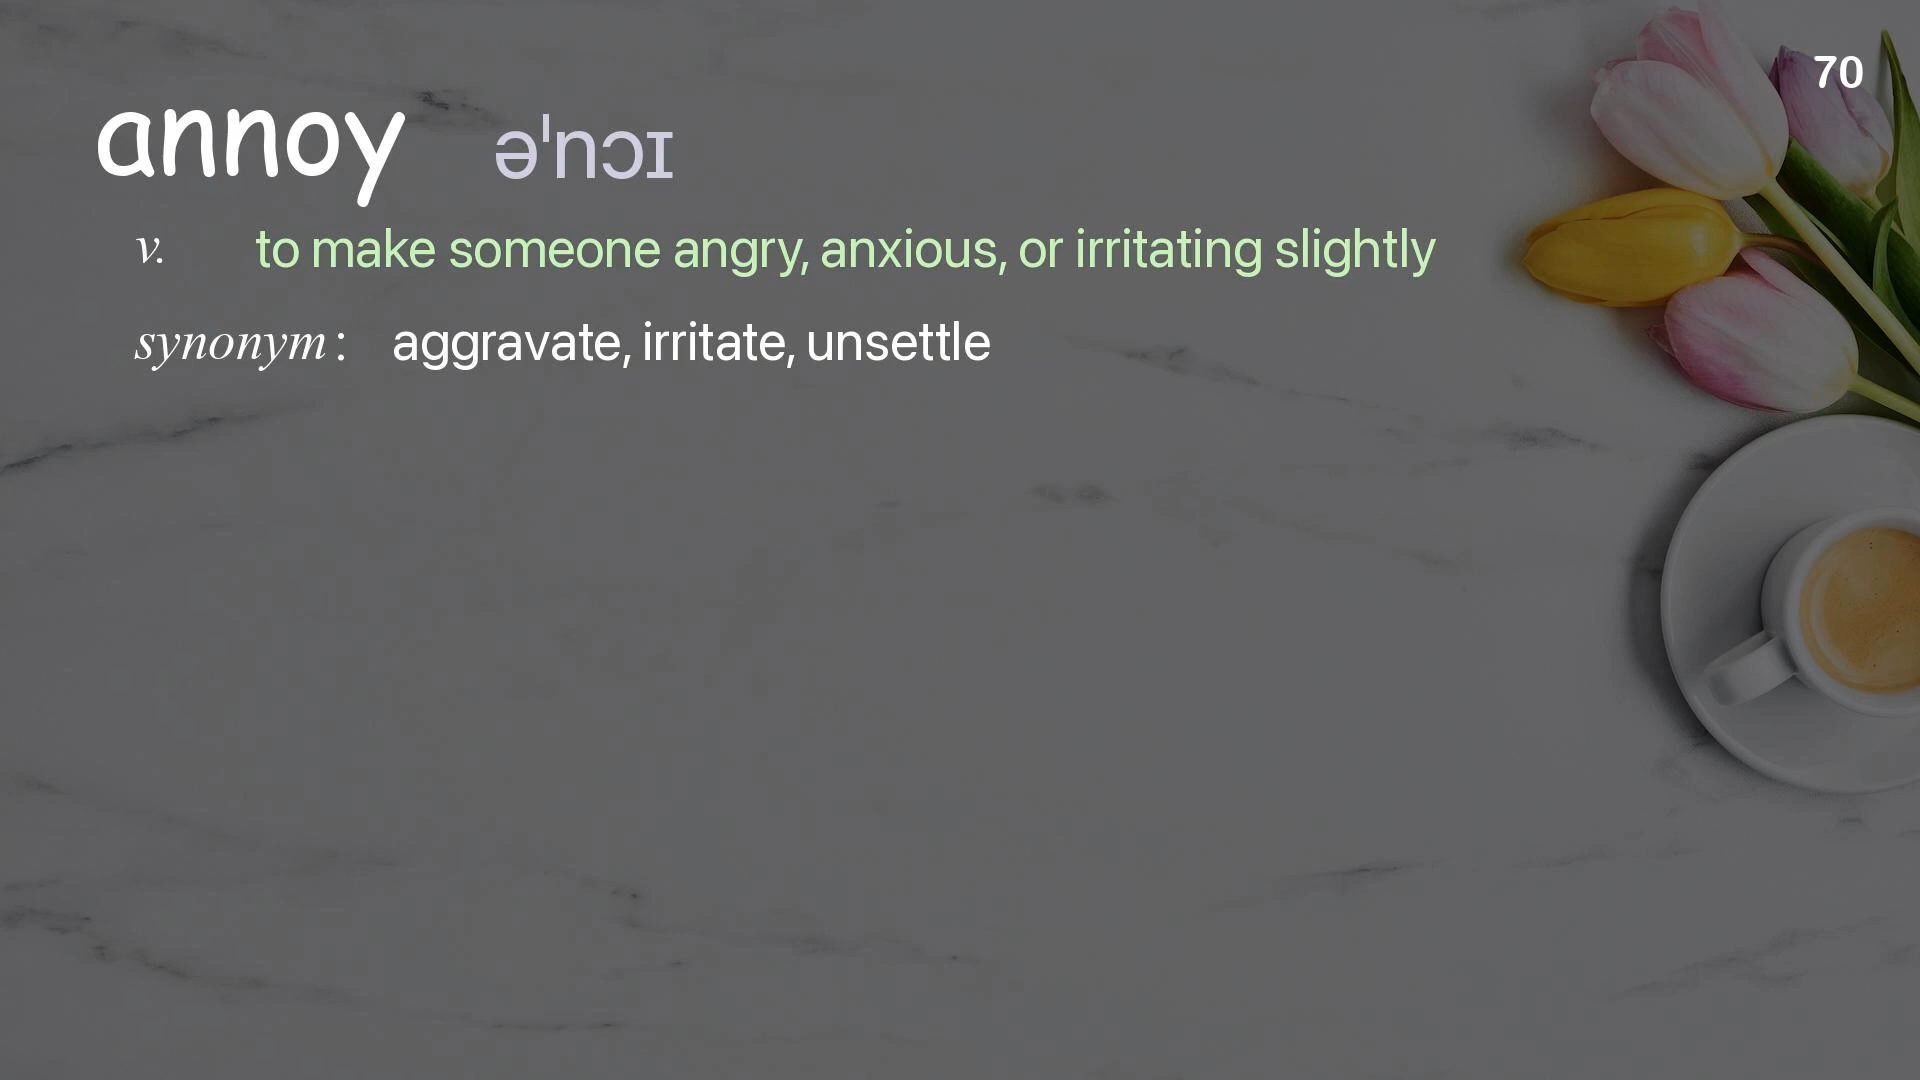 70
annoy əˈnɔɪ
v. to make someone angry, anxious, or irritating slightly
synonym : aggravate, irritate, unsettle